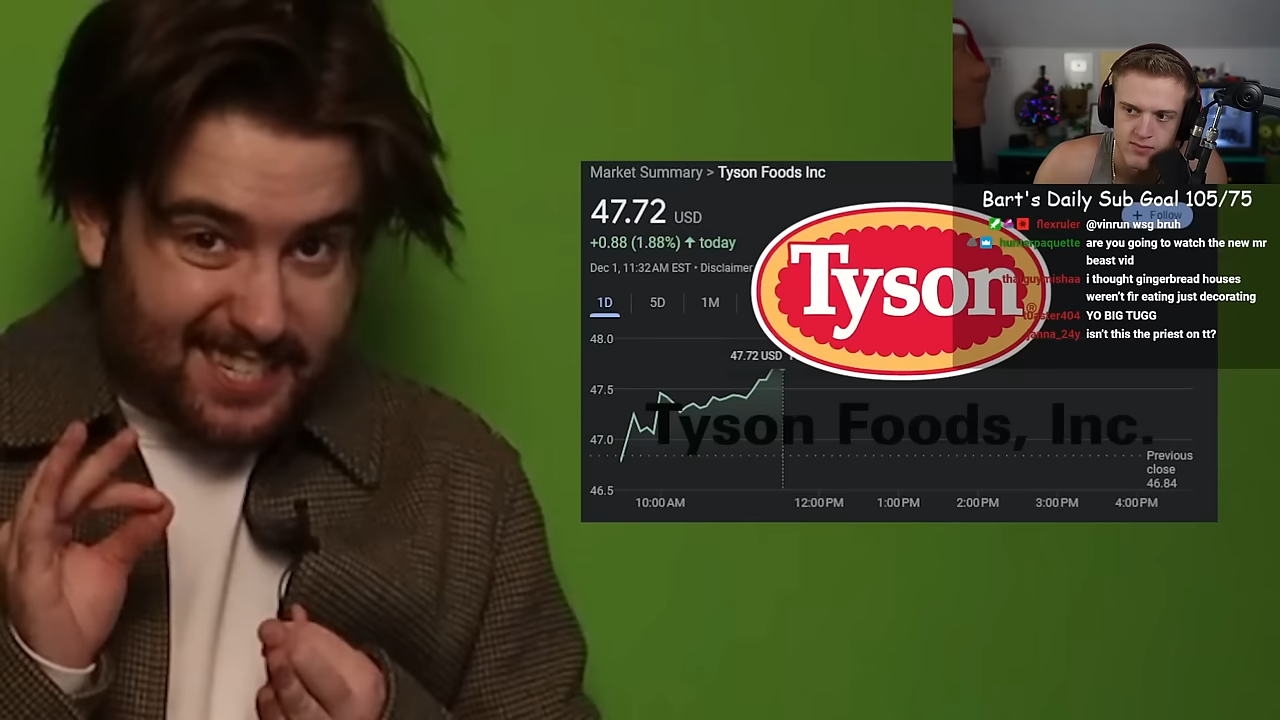 Market Summary > Tyson Foods Inc
47.72 USD
+0.88 (1.88%) ↑ today
Dec 1, 11:32 AM EST • Disclaimer
1D 5D 1M
48.0
47.72 USD
47.5
47.0
46.5
10:00 AM 12:00 PM 1:00 PM 2:00 PM 3:00 PM 4:00 PM
Previous
close
46.84
Tyson®
Tyson Foods, Inc.
Bart's Daily Sub Goal 105/75
+ Follow
flexruler @vinrun wsg bruh
are you going to watch the new mr
beast vid
i thought gingerbread houses
weren't fir eating just decorating
YO BIG TUGG
isn't this the priest on tt?